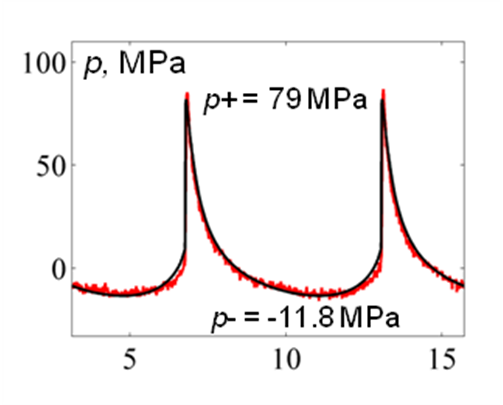 100
p, MPa
p+ = 79 MPa
50
0
p- = -11.8 MPa
5 10 15